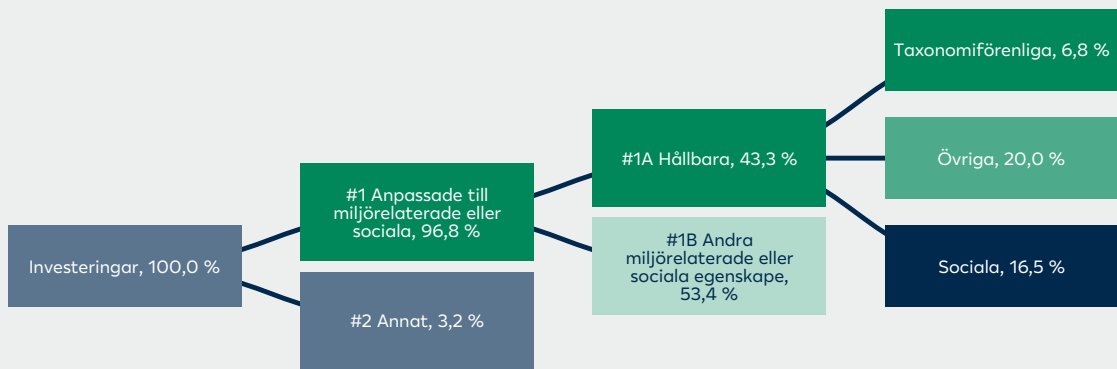 Investeringar, 100,0 %
#1 Anpassade till
miljörelaterade eller
sociala, 96,8 %
#2 Annat, 3,2 %
#1A Hållbara, 43,3 %
#1B Andra
miljörelaterade eller
sociala egenskape,
53,4 %
Taxonomiförenliga, 6,8 %
Övriga, 20,0 %
Sociala, 16,5 %